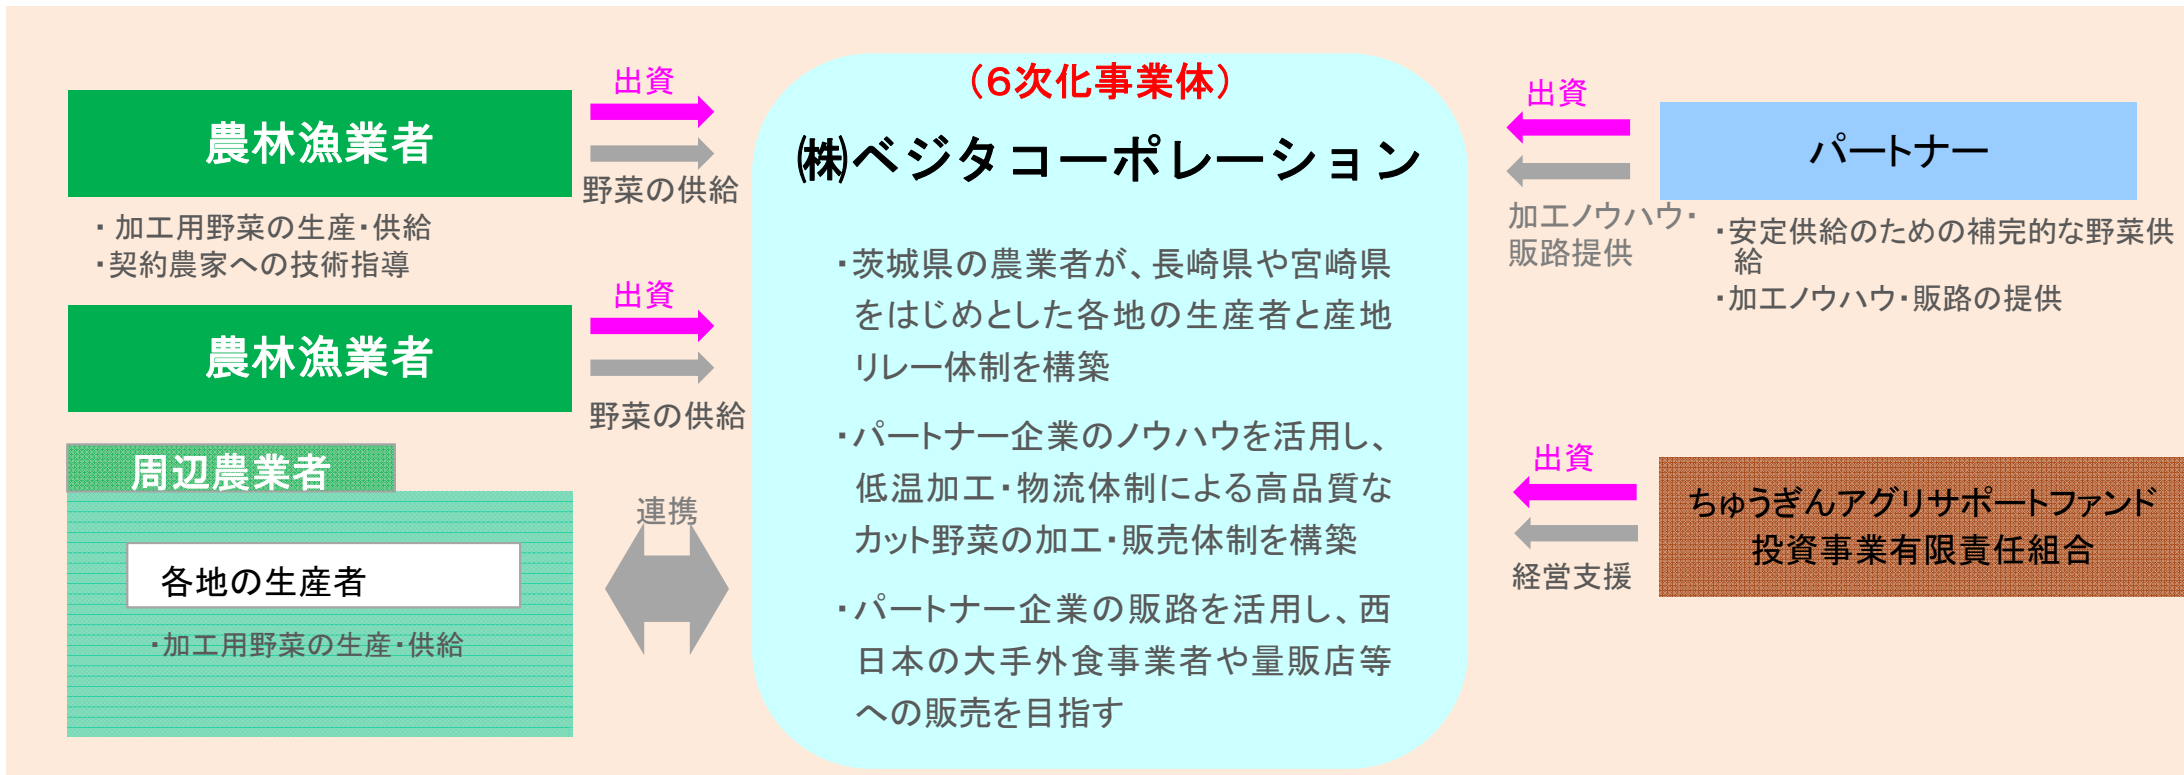 出資
農林漁業者
野菜の供給
・加工用野菜の生産・供給
・契約農家への技術指導
出資
農林漁業者
野菜の供給
周辺農業者
連携
各地の生産者
・加工用野菜の生産・供給
（6次化事業体）
㈱ベジタコーポレーション
・茨城県の農業者が、長崎県や宮崎県
をはじめとした各地の生産者と産地
リレー体制を構築
・パートナー企業のノウハウを活用し、
低温加工・物流体制による高品質な
カット野菜の加工・販売体制を構築
・パートナー企業の販路を活用し、西
日本の大手外食事業者や量販店等
への販売を目指す
出資
パートナー
加工ノウハウ・
販路提供
・安定供給のための補完的な野菜供
給
・加工ノウハウ・販路の提供
出資
ちゅうぎんアグリサポートファンド
投資事業有限責任組合
経営支援